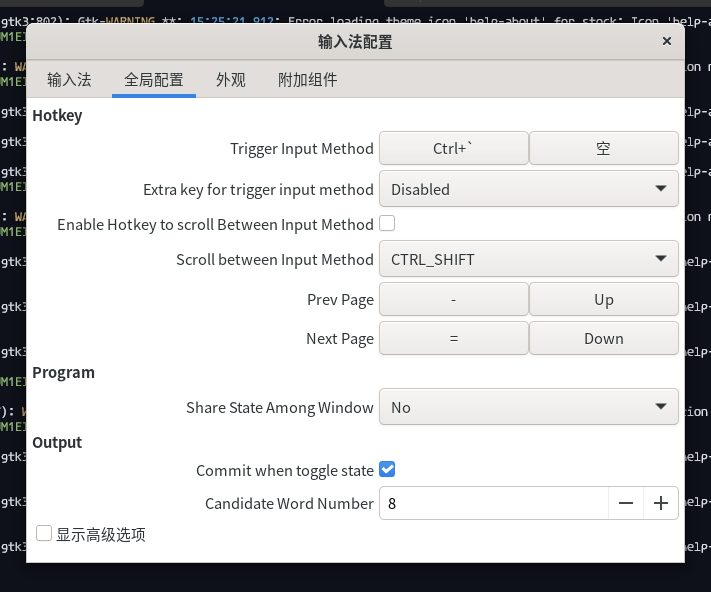 gtk3:802): Gtk-WARNING **: 15:25:21.812: Error loading theme icon 'help-about' for stock: Icon 'help-a
输入法配置
输入法 全局配置 外观 附加组件
Hotkey
Trigger Input Method Ctrl+` 空
Extra key for trigger input method Disabled
Enable Hotkey to scroll Between Input Method
Scroll between Input Method CTRL_SHIFT
Prev Page - Up
Next Page = Down
Program
Share State Among Window No
Output
Commit when toggle state
Candidate Word Number 8 − +
显示高级选项